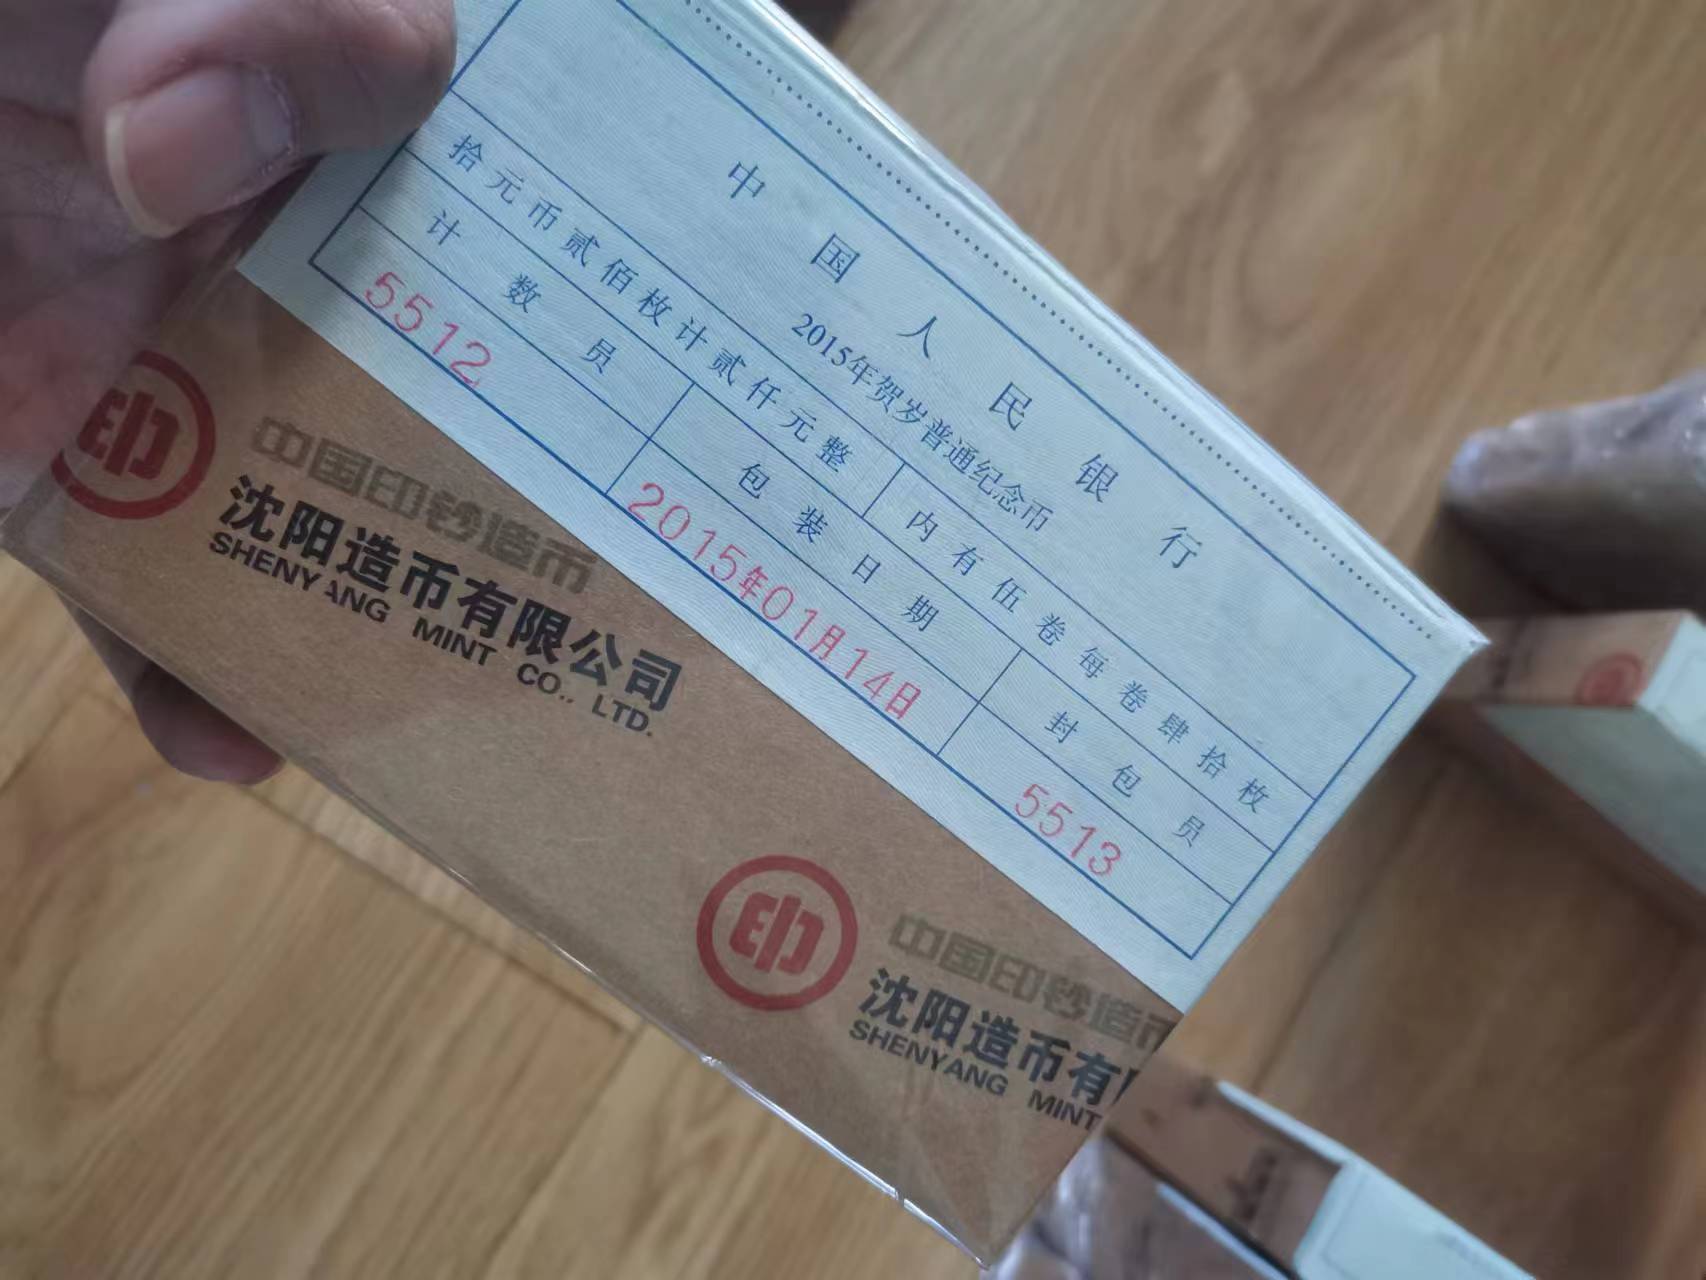 中国人民银行
2015年贺岁普通纪念币
拾元币贰佰枚计贰仟元整 内有伍卷每卷肆拾枚
计数员 包装日期 封包员
5512 2015年01月14日 5513
印 中国印钞造币
沈阳造币有限公司
SHENYANG MINT CO., LTD.
印 中国印钞造币
沈阳造币有
SHENYANG MINT